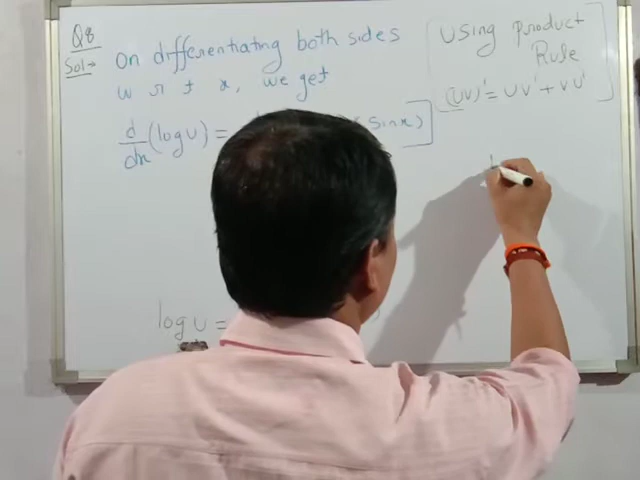 Q8
Sol→ On differentiating both sides
w r t x, we get
d/dx (log U) = (sin x) ]
log U =
[ Using Product
Rule
(UV)' = UV' + VU' ]